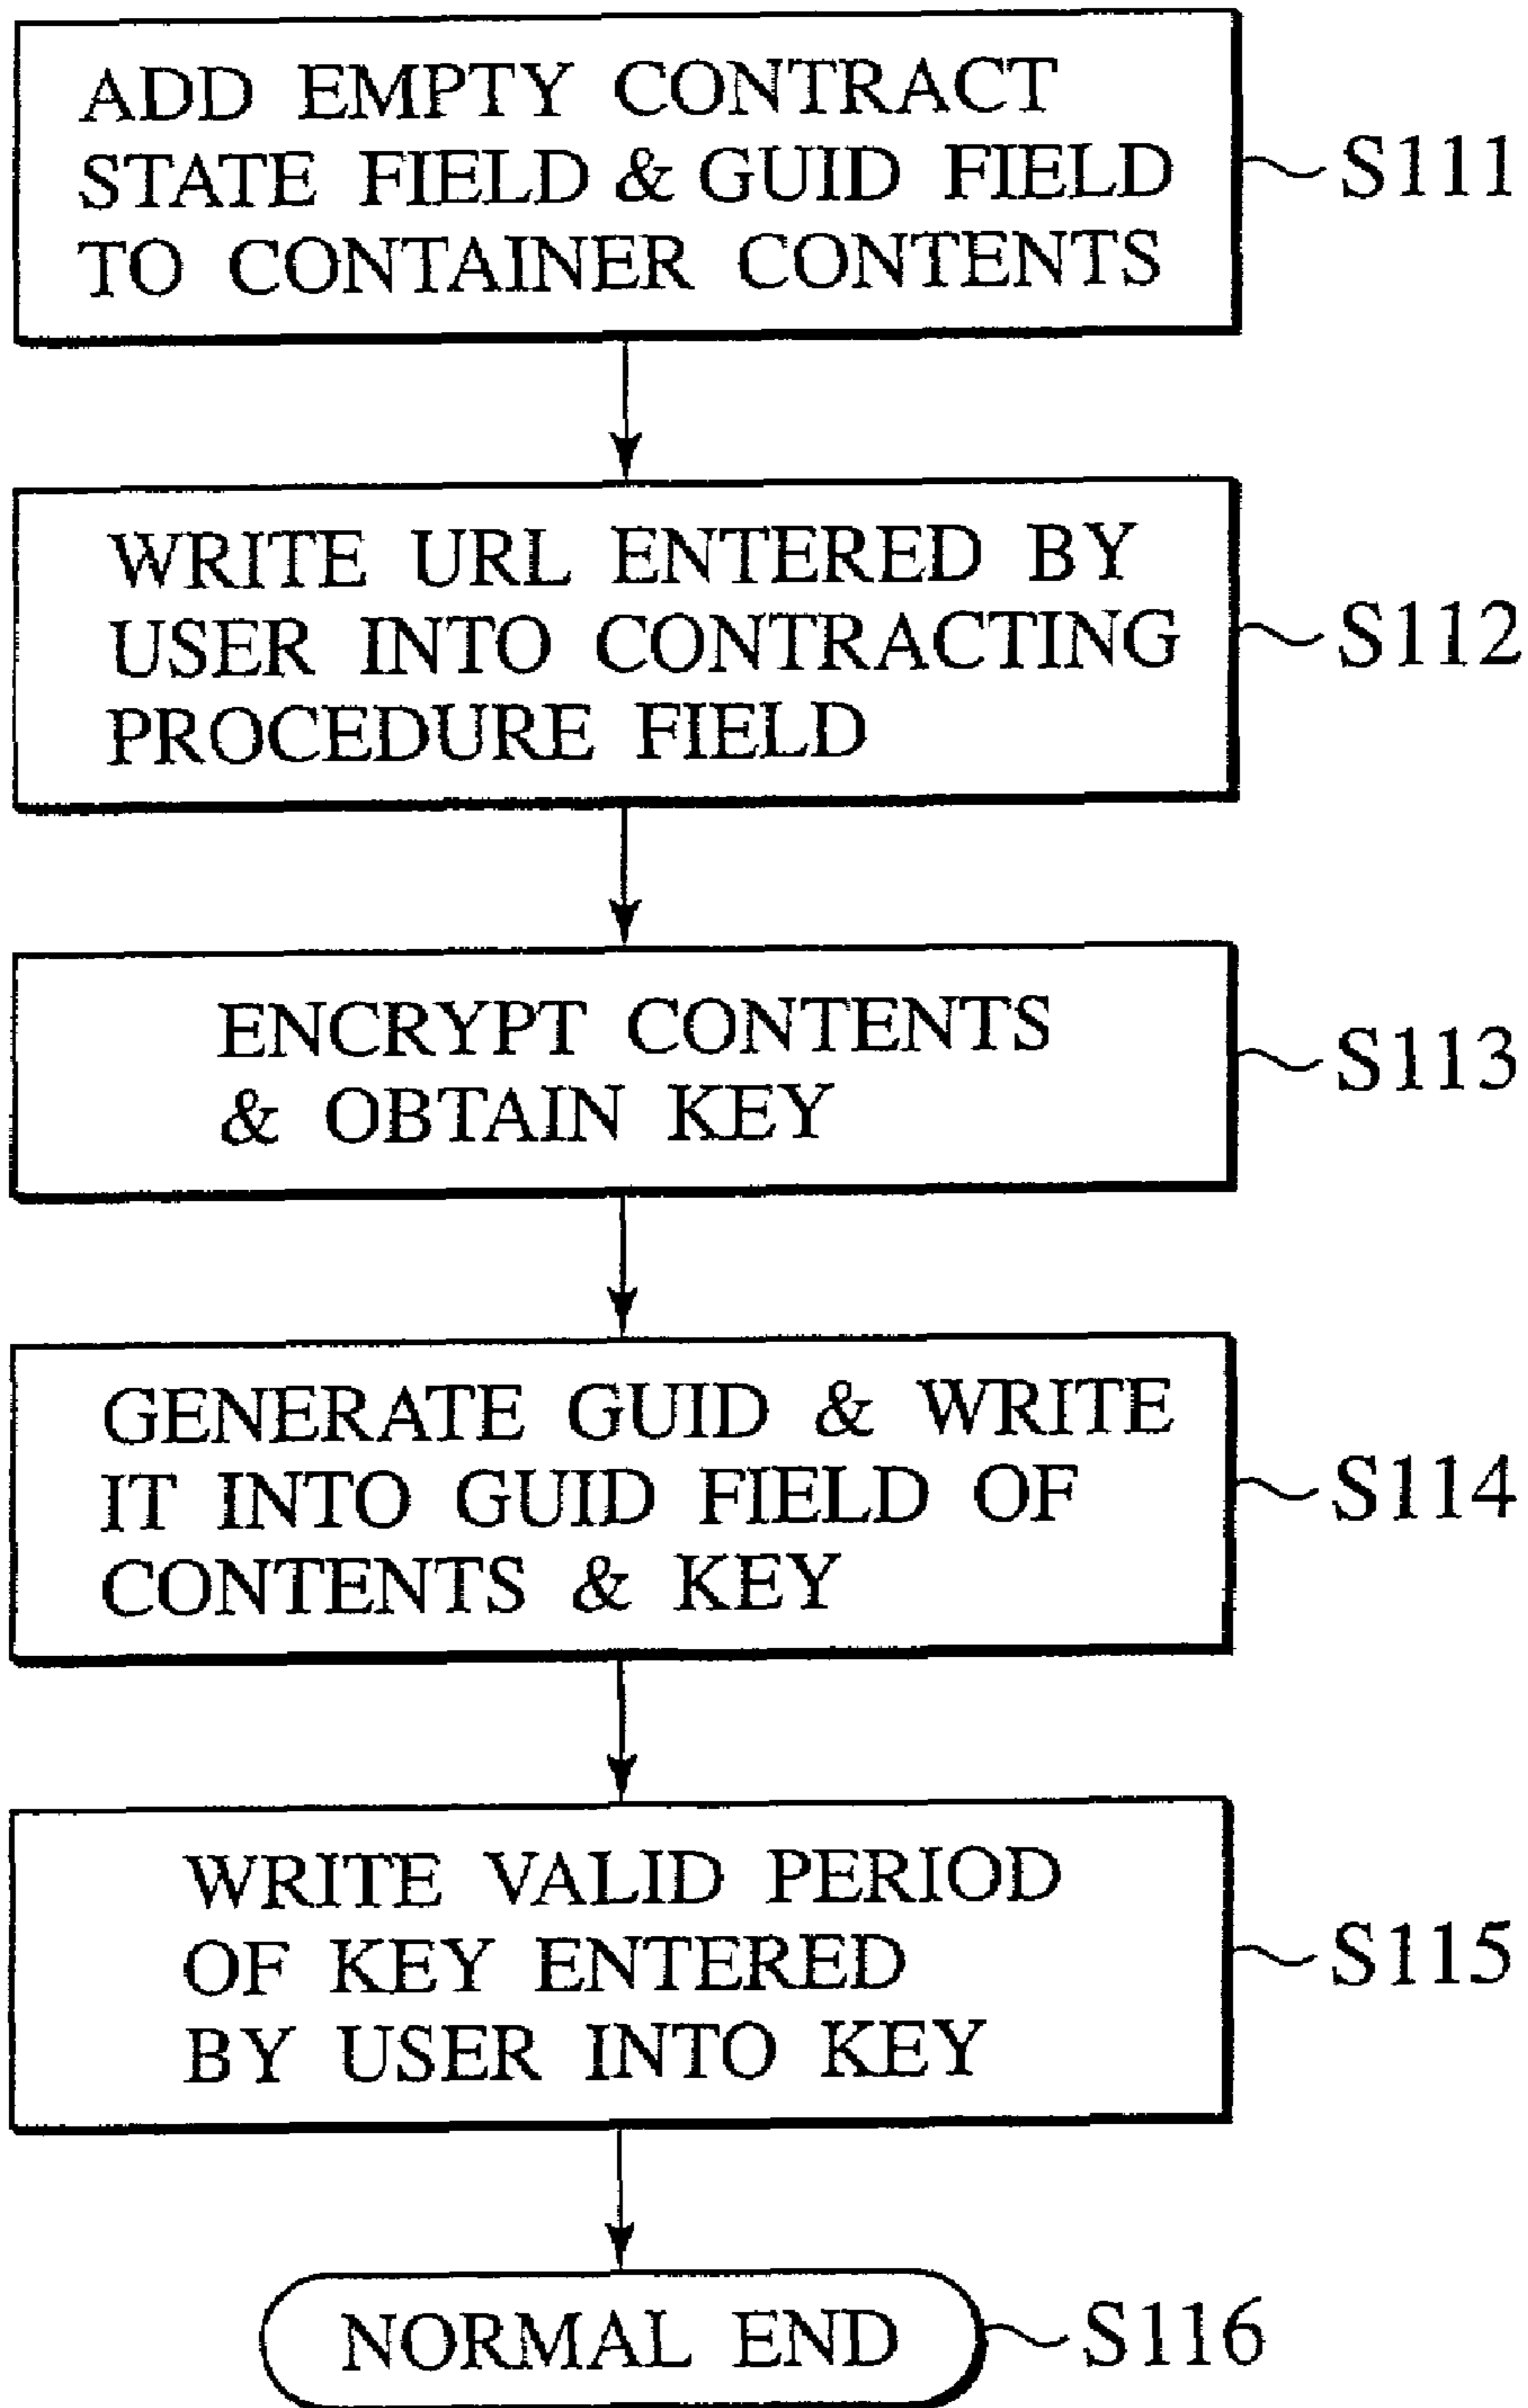 ADD EMPTY CONTRACT
STATE FIELD & GUID FIELD
TO CONTAINER CONTENTS
S111
WRITE URL ENTERED BY
USER INTO CONTRACTING
PROCEDURE FIELD
S112
ENCRYPT CONTENTS
& OBTAIN KEY
S113
GENERATE GUID & WRITE
IT INTO GUID FIELD OF
CONTENTS & KEY
S114
WRITE VALID PERIOD
OF KEY ENTERED
BY USER INTO KEY
S115
NORMAL END
S116